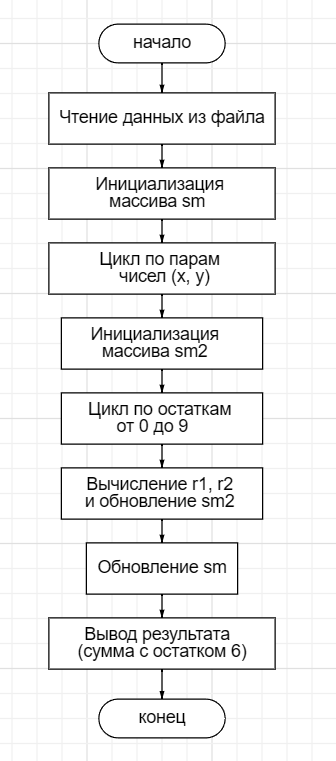 начало
Чтение данных из файла
Инициализация
массива sm
Цикл по парам
чисел (x, y)
Инициализация
массива sm2
Цикл по остаткам
от 0 до 9
Вычисление r1, r2
и обновление sm2
Обновление sm
Вывод результата
(сумма с остатком 6)
конец